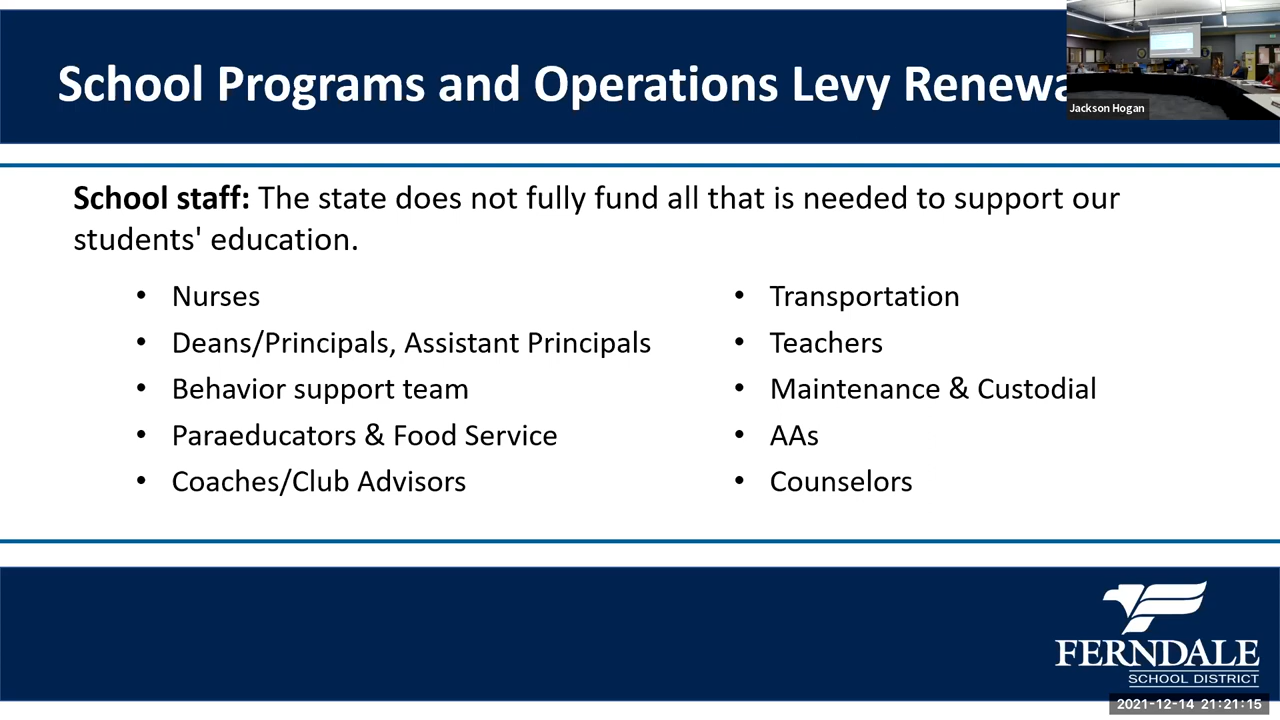 School Programs and Operations Levy Renewa
Jackson Hogan
School staff: The state does not fully fund all that is needed to support our
students' education.
• Nurses
• Deans/Principals, Assistant Principals
• Behavior support team
• Paraeducators & Food Service
• Coaches/Club Advisors
• Transportation
• Teachers
• Maintenance & Custodial
• AAs
• Counselors
FERNDALE
SCHOOL DISTRICT
2021-12-14 21:21:15